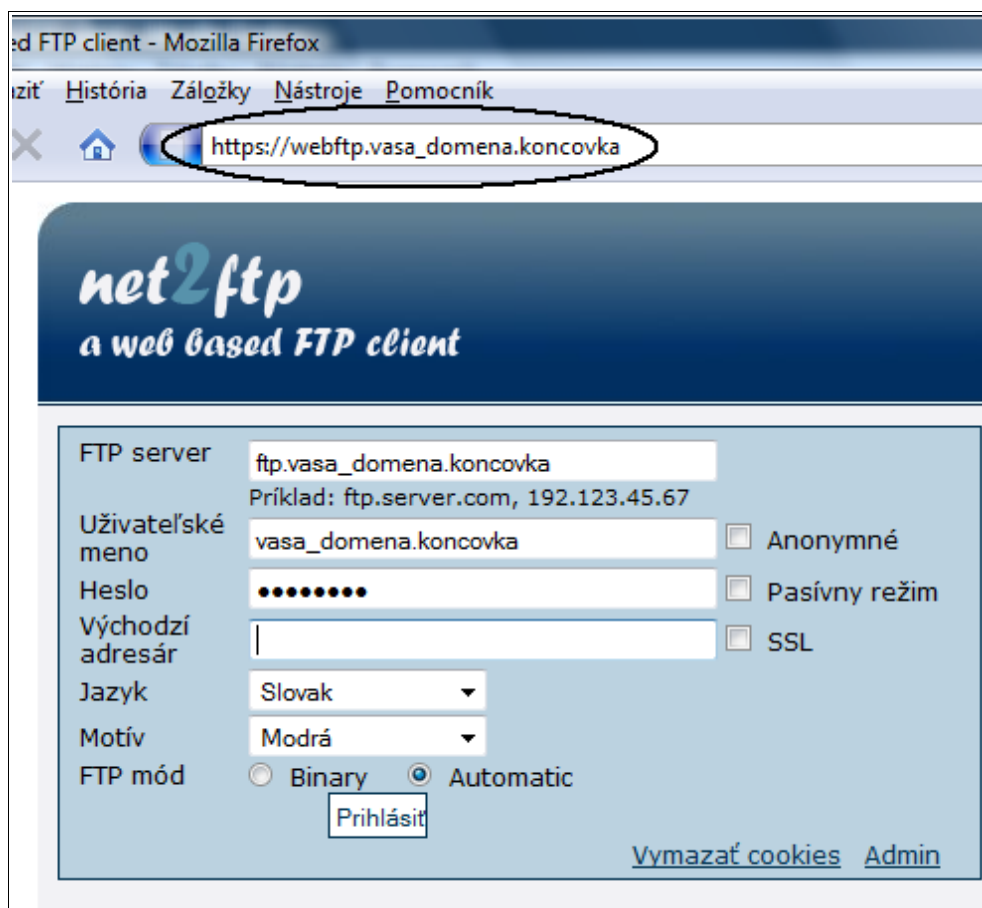 ed FTP client - Mozilla Firefox
ziť História Záložky Nástroje Pomocník
https://webftp.vasa_domena.koncovka
net2ftp
a web based FTP client
FTP server ftp.vasa_domena.koncovka
Príklad: ftp.server.com, 192.123.45.67
Uživateľské meno vasa_domena.koncovka Anonymné
Heslo •••••••• Pasívny režim
Východzí adresár SSL
Jazyk Slovak
Motív Modrá
FTP mód Binary Automatic
Prihlásiť
Vymazať cookies Admin